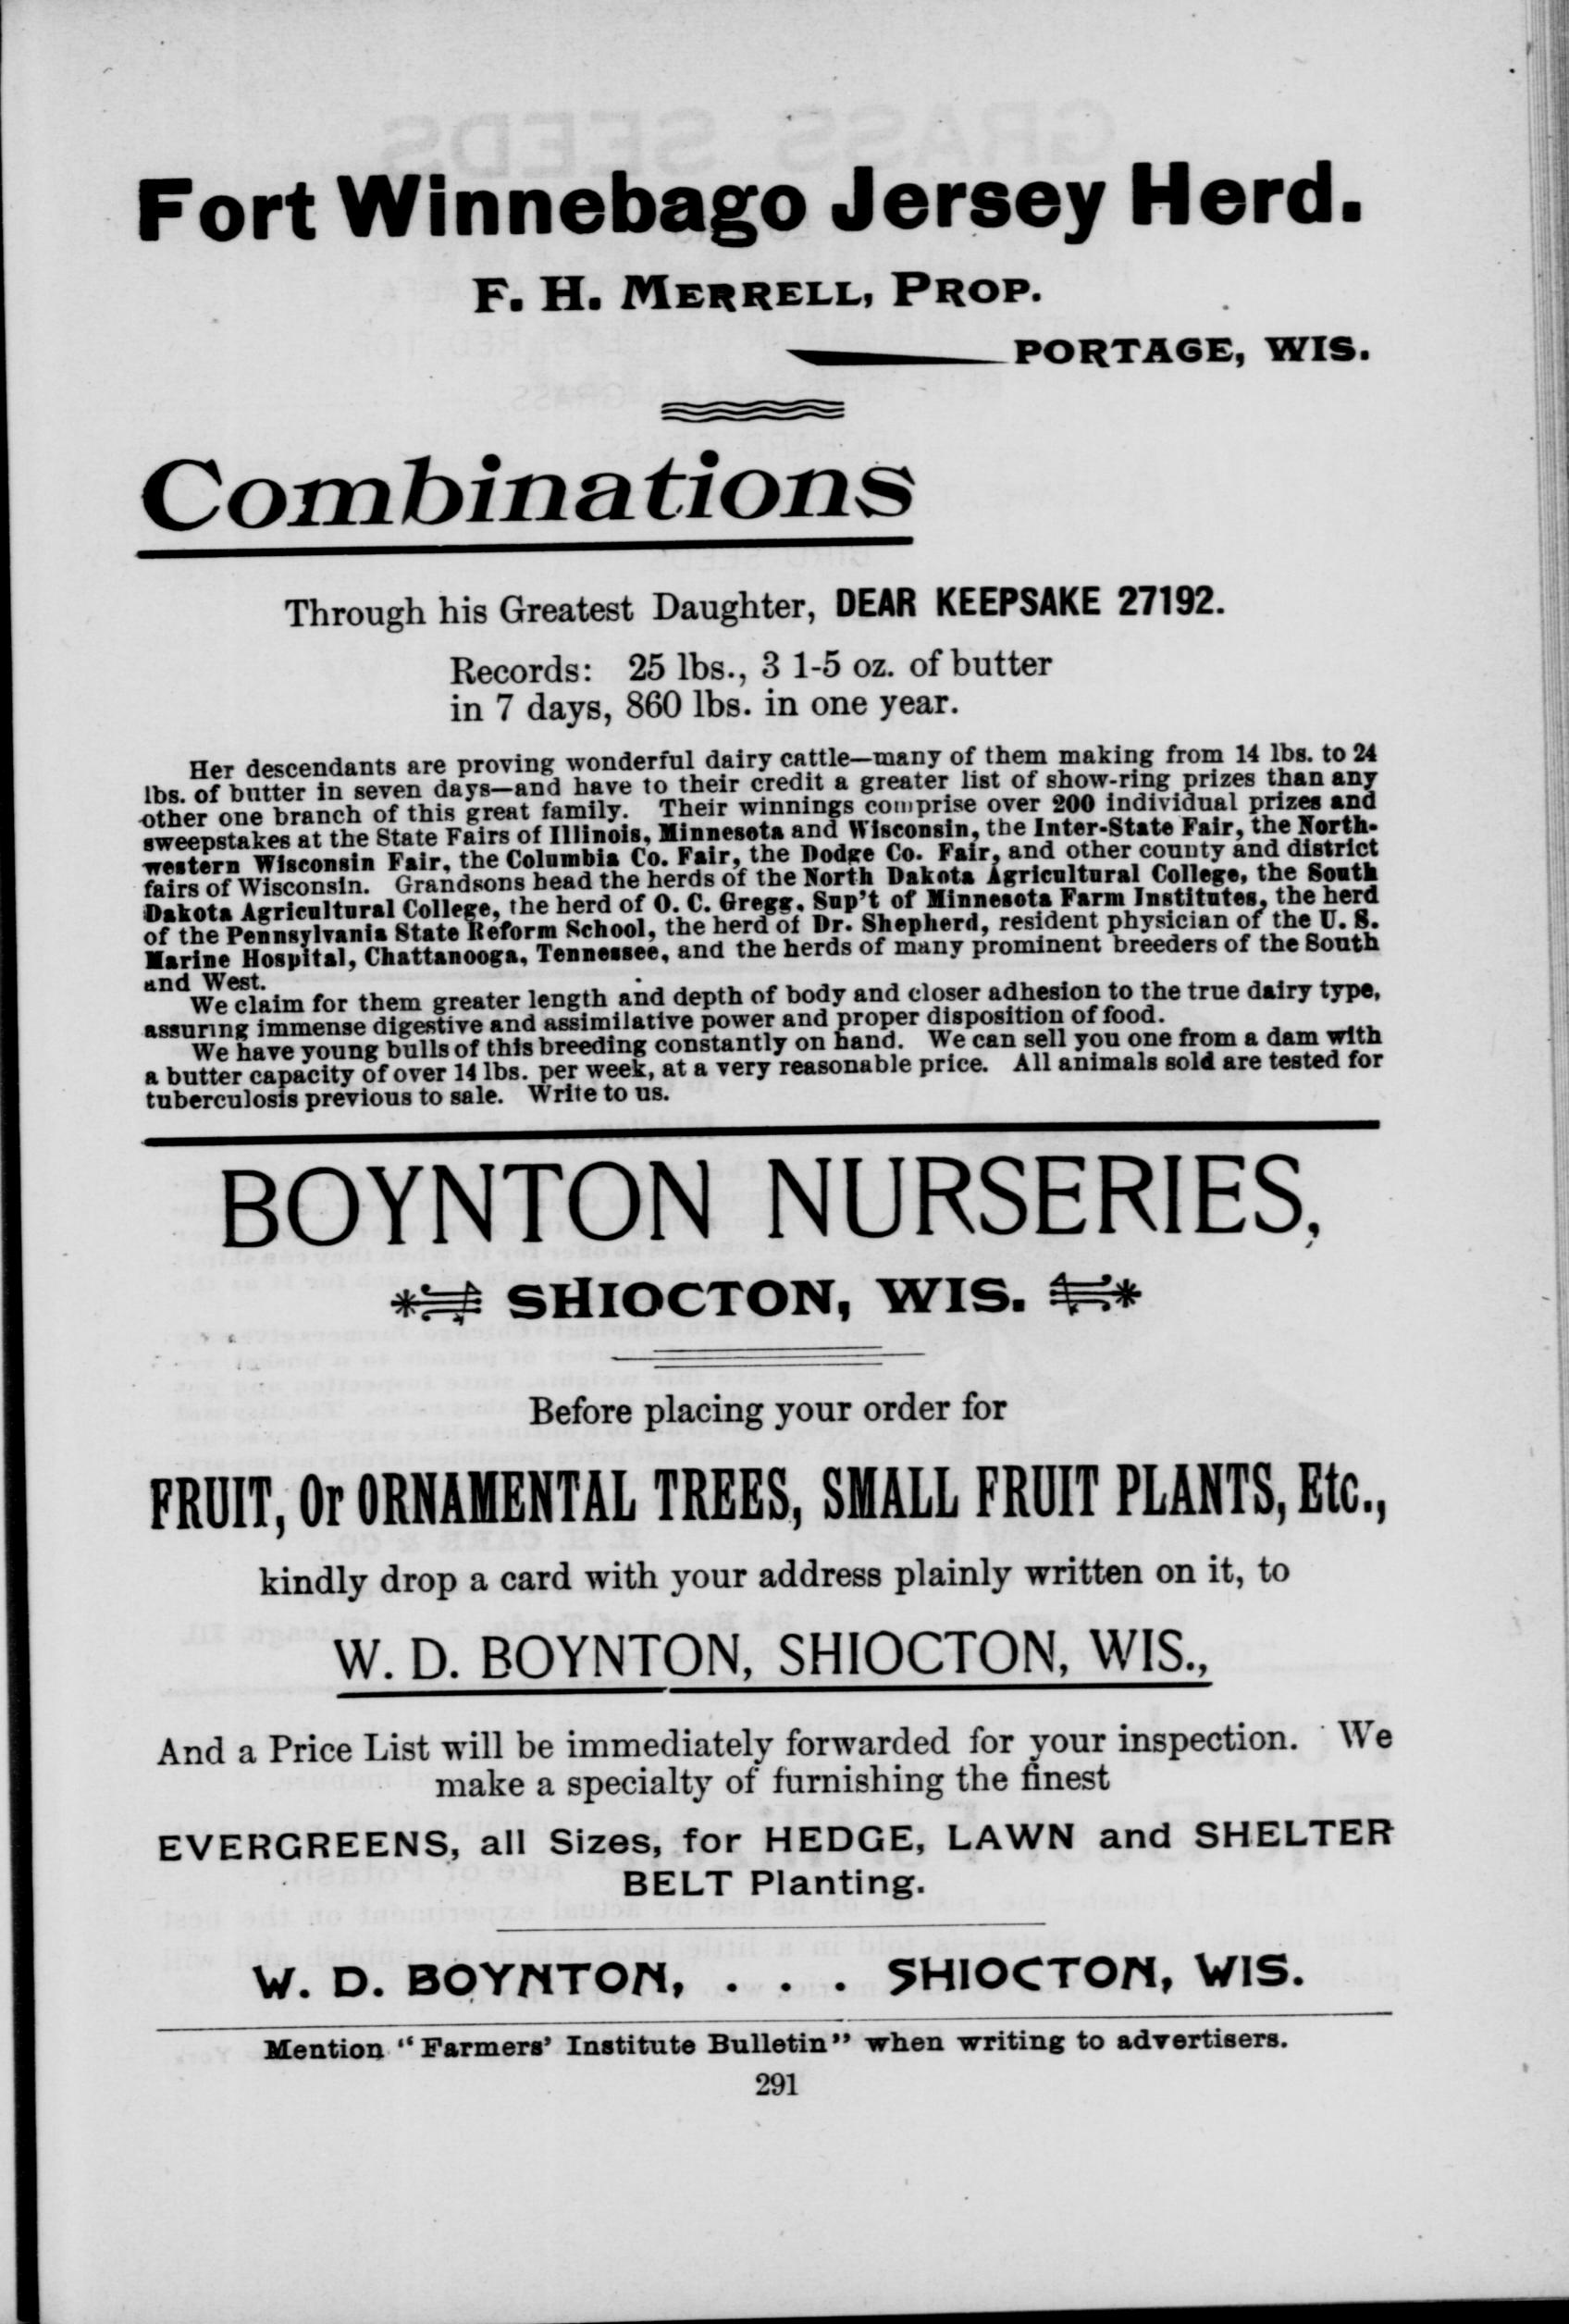 Fort Winnebago Jersey Herd.
F. H. MERRELL, PROP.
PORTAGE, WIS.
Combinations
Through his Greatest Daughter, DEAR KEEPSAKE 27192.
Records: 25 lbs., 3 1-5 oz. of butter
in 7 days, 860 lbs. in one year.
Her descendants are proving wonderful dairy cattle—many of them making from 14 lbs. to 24
lbs. of butter in seven days—and have to their credit a greater list of show-ring prizes than any
other one branch of this great family. Their winnings comprise over 200 individual prizes and
sweepstakes at the State Fairs of Illinois, Minnesota and Wisconsin, the Inter-State Fair, the North-
western Wisconsin Fair, the Columbia Co. Fair, the Dodge Co. Fair, and other county and district
fairs of Wisconsin. Grandsons head the herds of the North Dakota Agricultural College, the South
Dakota Agricultural College, the herd of O. C. Gregg, Sup't of Minnesota Farm Institutes, the herd
of the Pennsylvania State Reform School, the herd of Dr. Shepherd, resident physician of the U. S.
Marine Hospital, Chattanooga, Tennessee, and the herds of many prominent breeders of the South
and West.
We claim for them greater length and depth of body and closer adhesion to the true dairy type,
assuring immense digestive and assimilative power and proper disposition of food.
We have young bulls of this breeding constantly on hand. We can sell you one from a dam with
a butter capacity of over 14 lbs. per week, at a very reasonable price. All animals sold are tested for
tuberculosis previous to sale. Write to us.
BOYNTON NURSERIES,
SHIOCTON, WIS.
Before placing your order for
FRUIT, Or ORNAMENTAL TREES, SMALL FRUIT PLANTS, Etc.,
kindly drop a card with your address plainly written on it, to
W. D. BOYNTON, SHIOCTON, WIS.,
And a Price List will be immediately forwarded for your inspection. We
make a specialty of furnishing the finest
EVERGREENS, all Sizes, for HEDGE, LAWN and SHELTER
BELT Planting.
W. D. BOYNTON, . . . SHIOCTON, WIS.
Mention "Farmers' Institute Bulletin" when writing to advertisers.
291